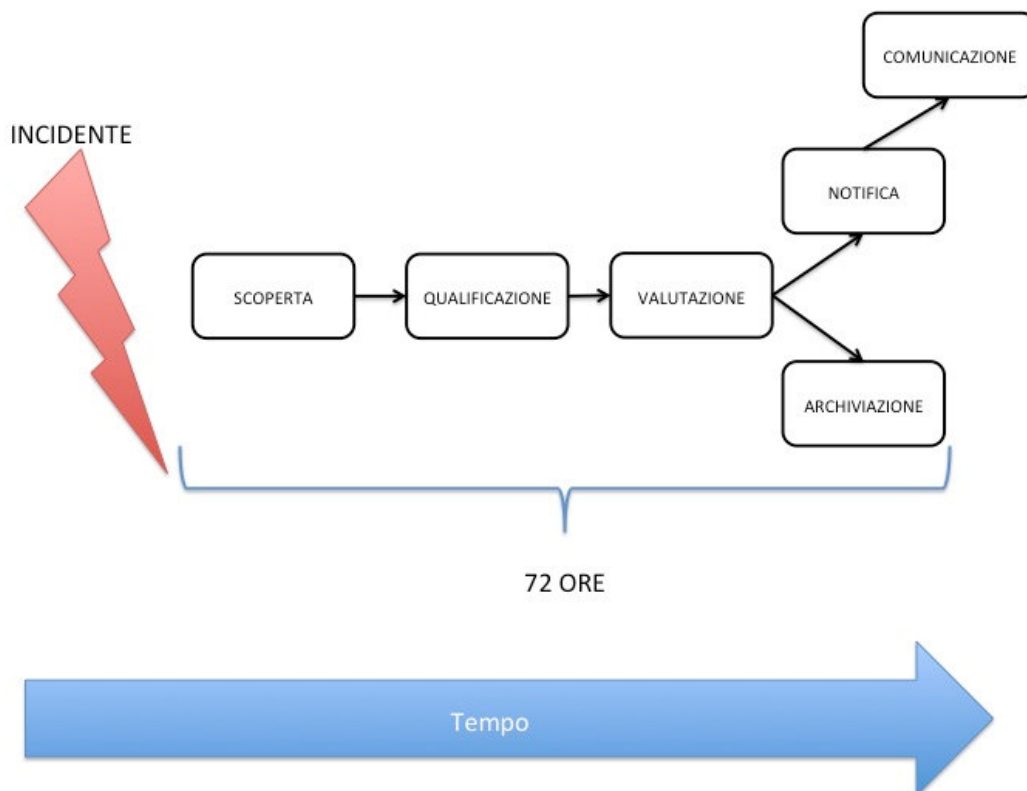 COMUNICAZIONE
INCIDENTE
NOTIFICA
SCOPERTA
QUALIFICAZIONE
VALUTAZIONE
ARCHIVIAZIONE
72 ORE
Tempo